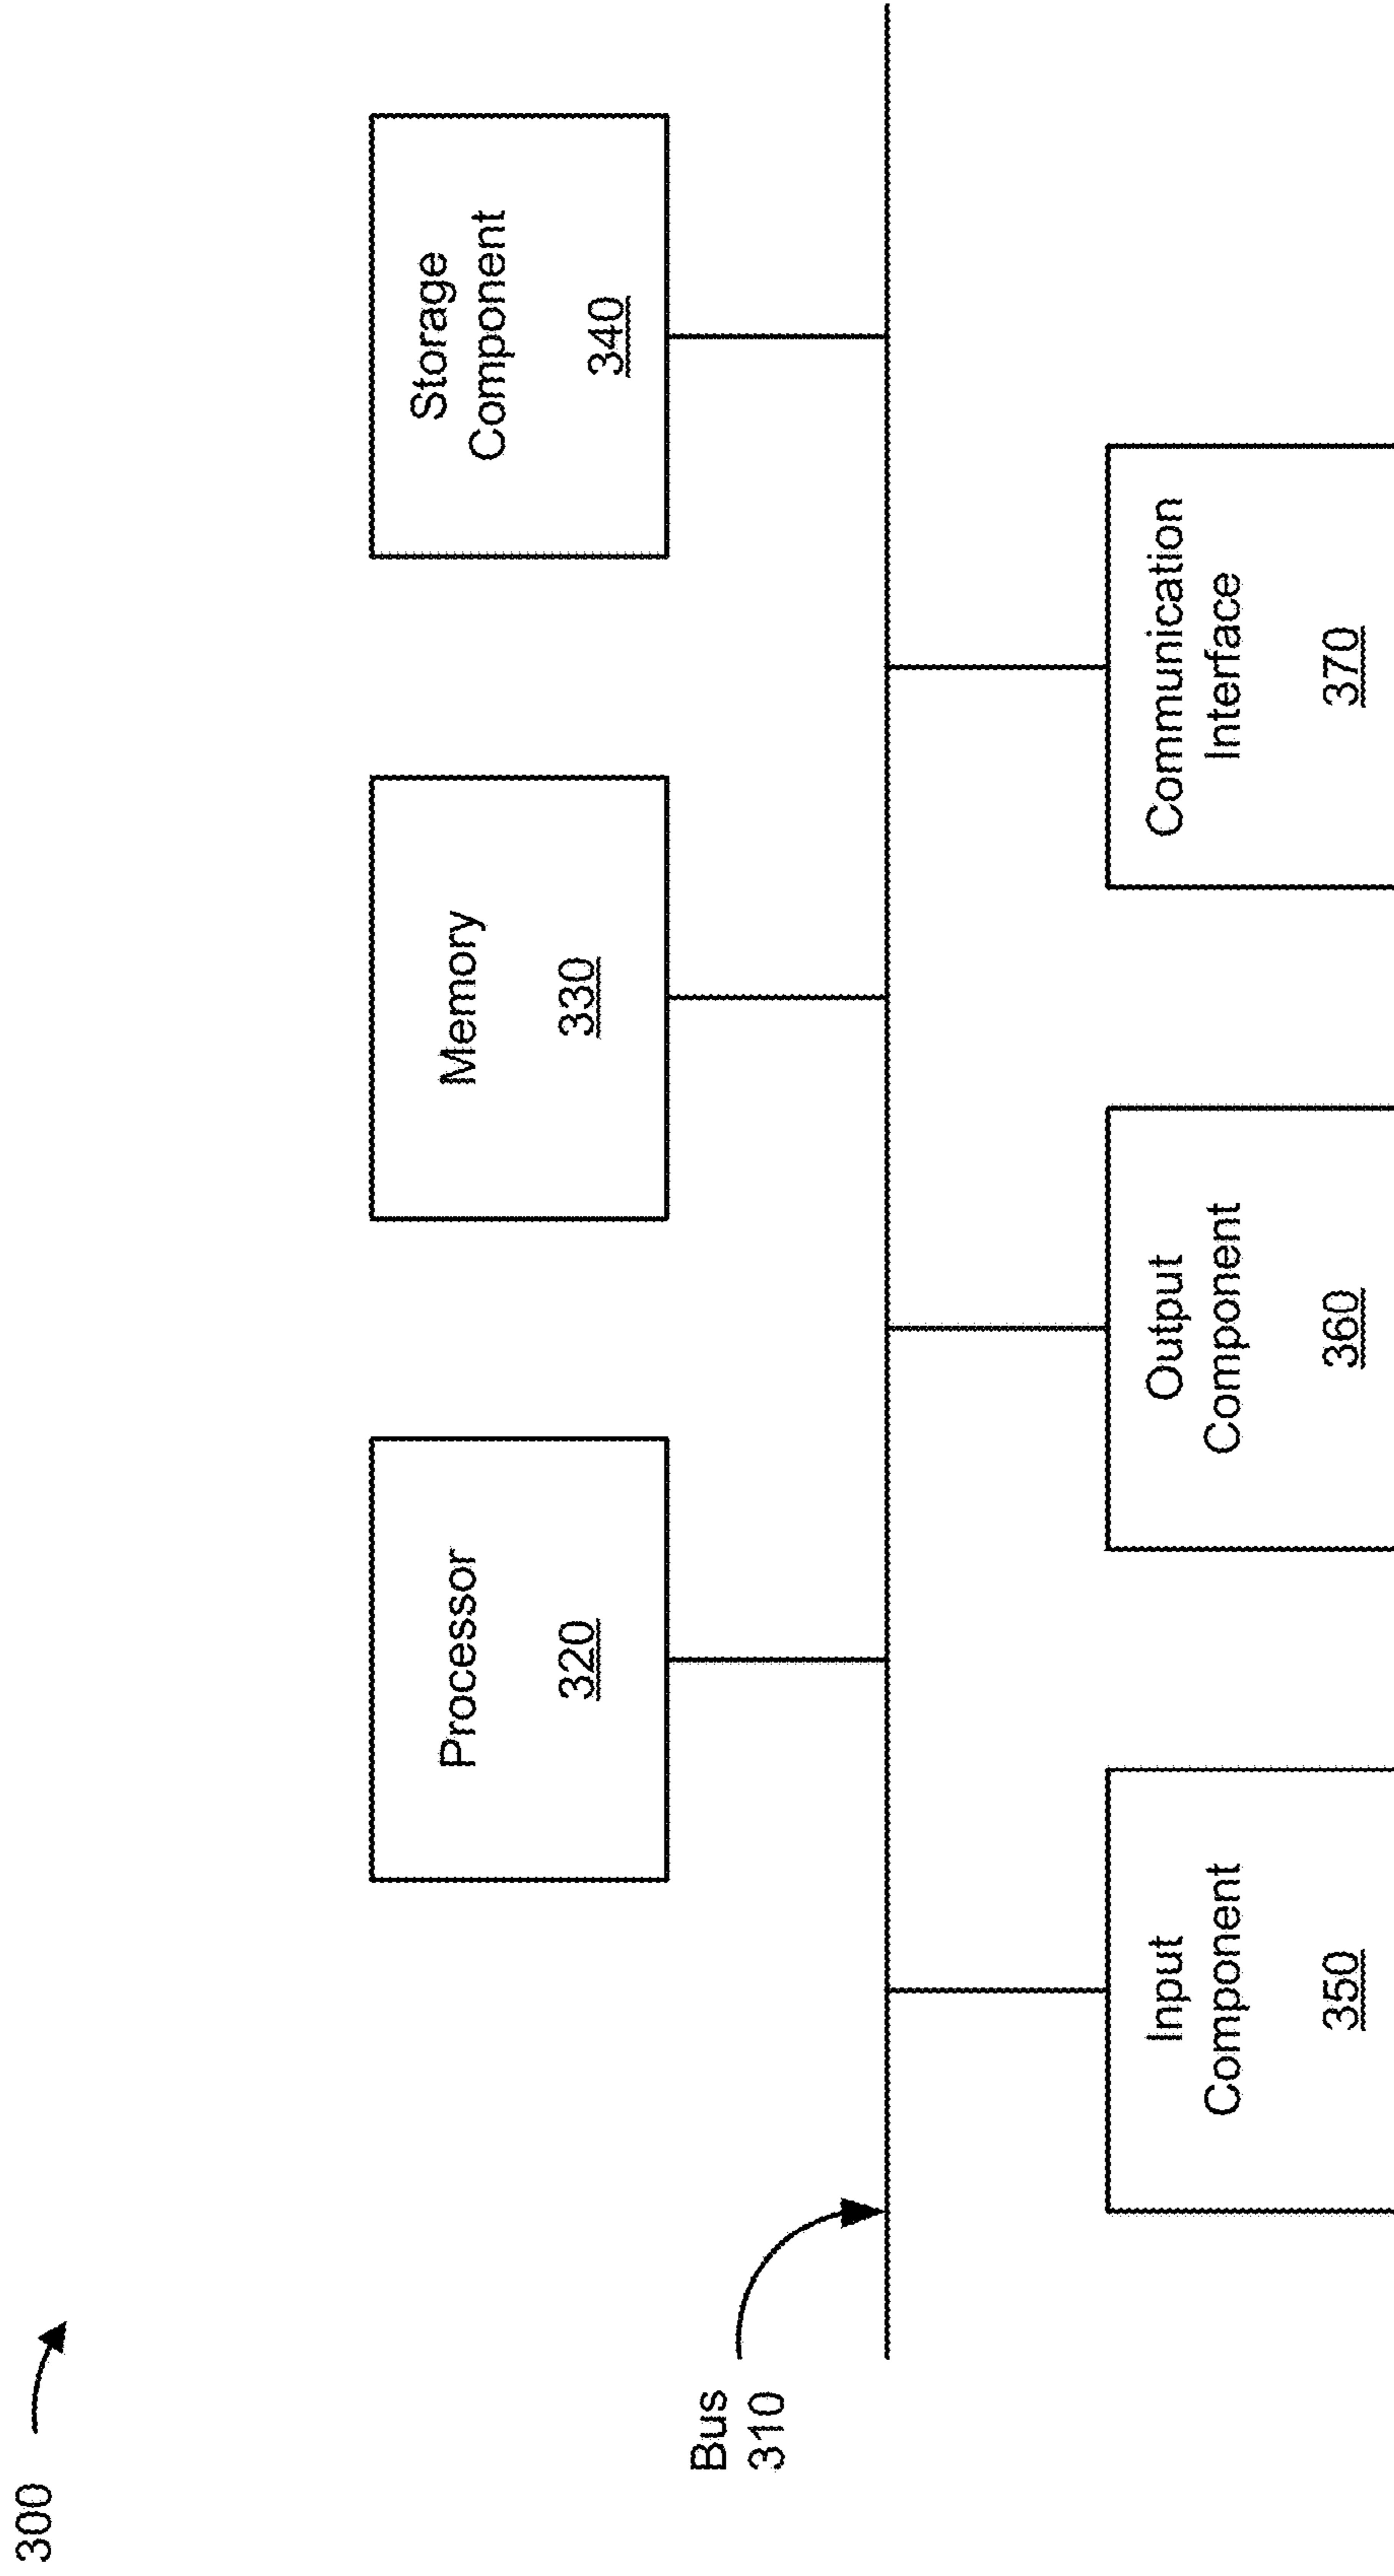 300
Processor
320
Memory
330
Storage
Component
340
Bus
310
Input
Component
350
Output
Component
360
Communication
Interface
370